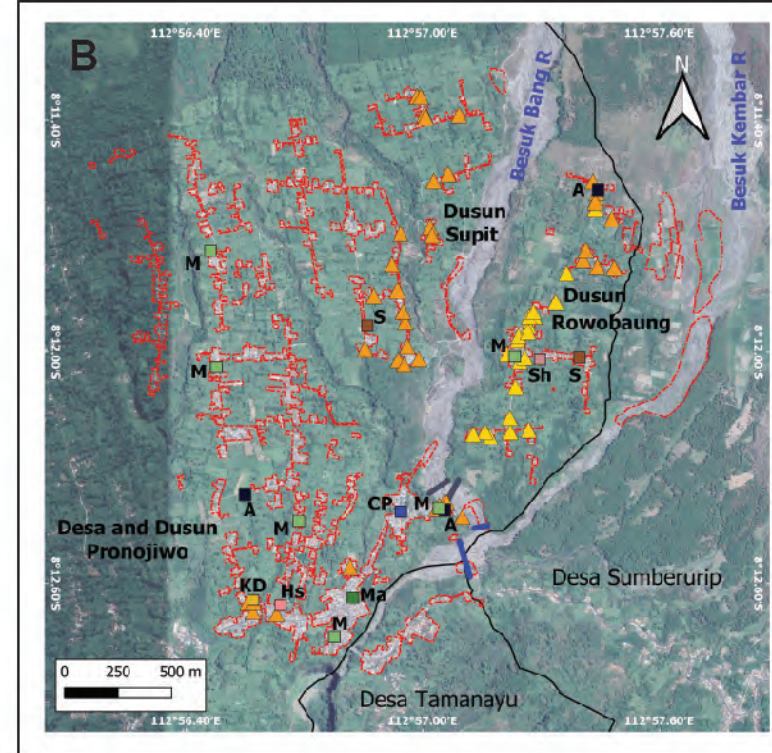 B
112°56.40'E
112°57.00'E
112°57.60'E
N
8°11.40'S
8°11.40'S
Besuk Bang R
Besuk Kembar R
A
Dusun
Supit
M
Dusun
Rowobaung
S
8°12.00'S
8°12.00'S
M
M
Sh
S
CP
M
A
A
M
Desa and Dusun
Pronojiwo
Desa Sumberurip
8°12.60'S
8°12.60'S
KD
Hs
Ma
M
0 250 500 m
Desa Tamanayu
112°56.40'E
112°57.00'E
112°57.60'E